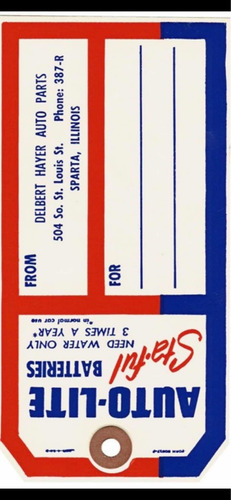 AUTO-LITE
Sta-ful BATTERIES
NEED WATER ONLY
3 TIMES A YEAR*
*in normal car use
FROM
DELBERT HAYER AUTO PARTS
504 So. St. Louis St. Phone: 387-R
SPARTA, ILLINOIS
FOR